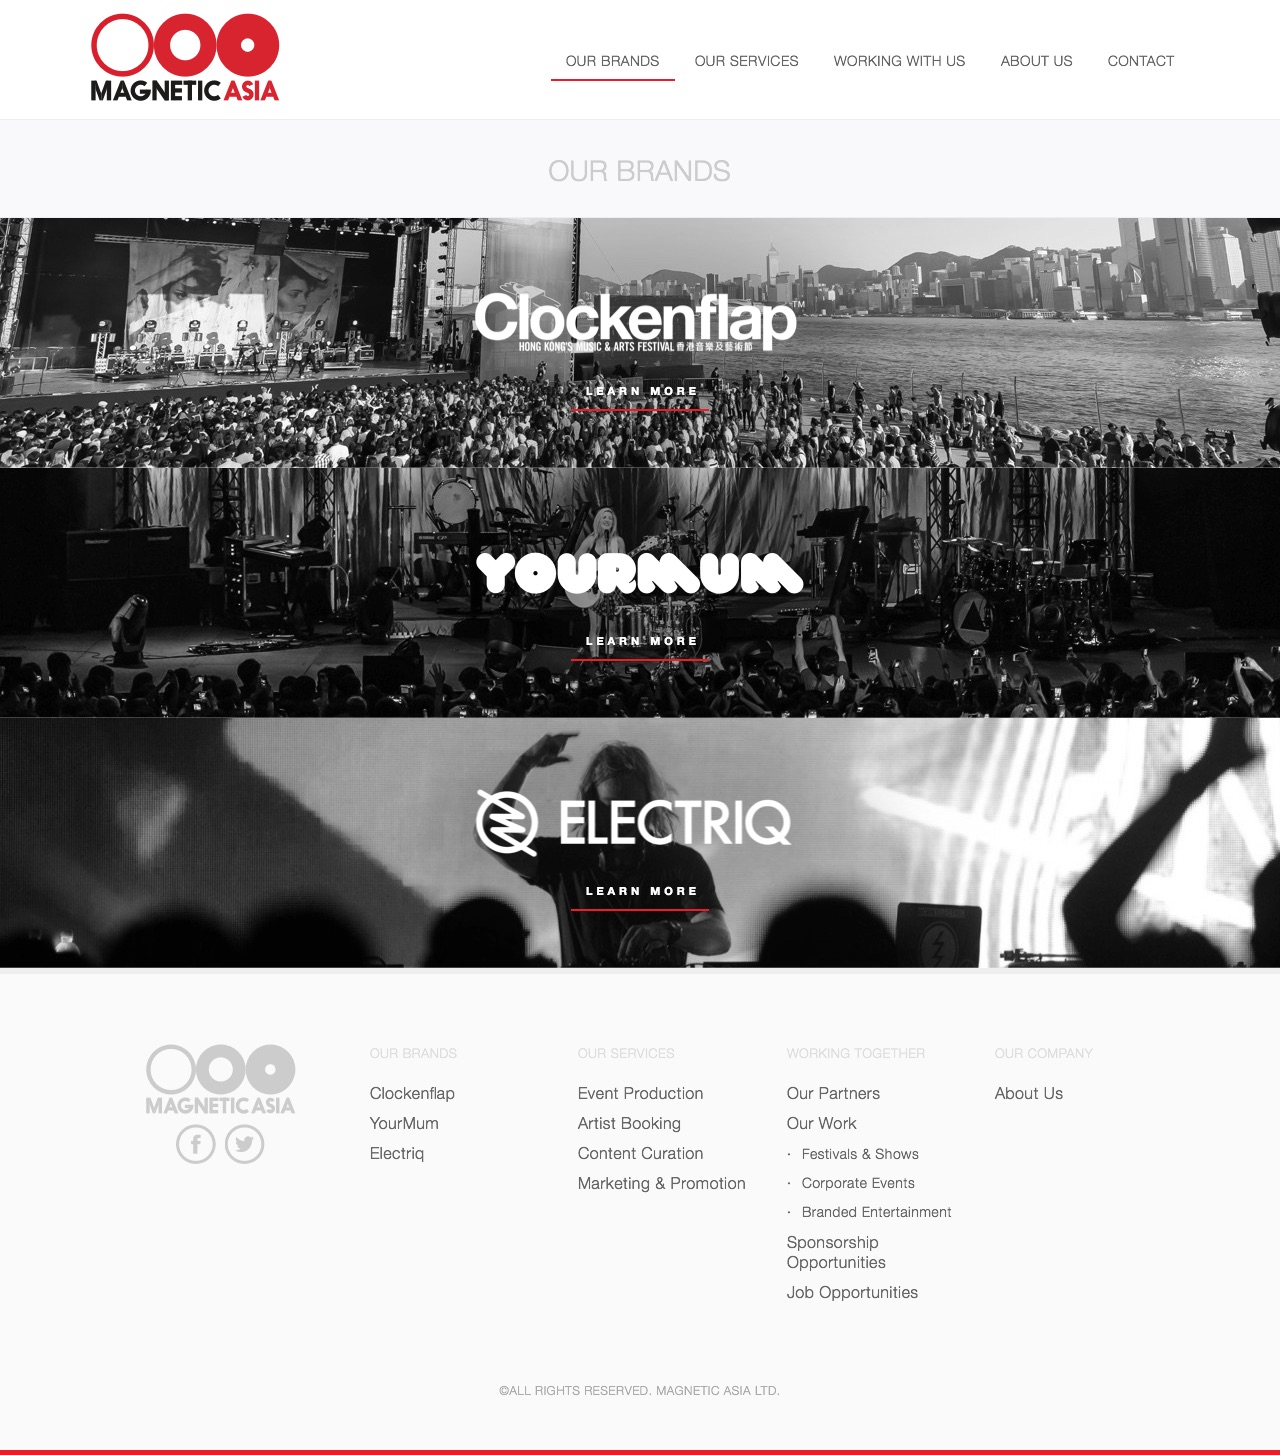 MAGNETIC ASIA
OUR BRANDS
OUR SERVICES
WORKING WITH US
ABOUT US
CONTACT
OUR BRANDS
Clockenflap™
HONG KONG'S MUSIC & ARTS FESTIVAL 香港音樂及藝術節
LEARN MORE
YOURMUM
LEARN MORE
ELECTRIQ
LEARN MORE
MAGNETIC ASIA
OUR BRANDS
Clockenflap
YourMum
Electriq
OUR SERVICES
Event Production
Artist Booking
Content Curation
Marketing & Promotion
WORKING TOGETHER
Our Partners
Our Work
· Festivals & Shows
· Corporate Events
· Branded Entertainment
Sponsorship
Opportunities
Job Opportunities
OUR COMPANY
About Us
©ALL RIGHTS RESERVED. MAGNETIC ASIA LTD.